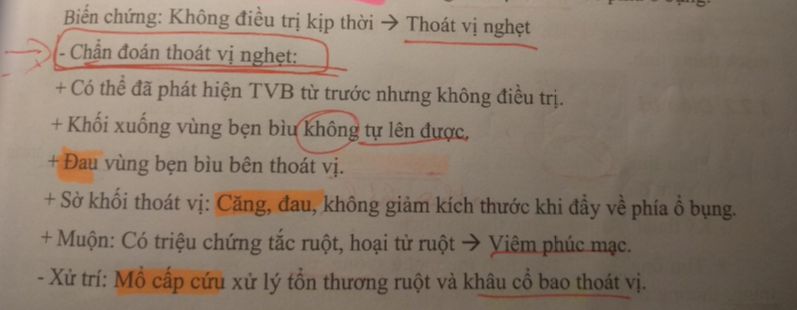 Biến chứng: Không điều trị kịp thời → Thoát vị nghẹt
- Chẩn đoán thoát vị nghẹt:
+ Có thể đã phát hiện TVB từ trước nhưng không điều trị.
+ Khối xuống vùng bẹn bìu không tự lên được.
+ Đau vùng bẹn bìu bên thoát vị.
+ Sờ khối thoát vị: Căng, đau, không giảm kích thước khi đẩy về phía ổ bụng.
+ Muộn: Có triệu chứng tắc ruột, hoại tử ruột → Viêm phúc mạc.
- Xử trí: Mổ cấp cứu xử lý tổn thương ruột và khâu cổ bao thoát vị.